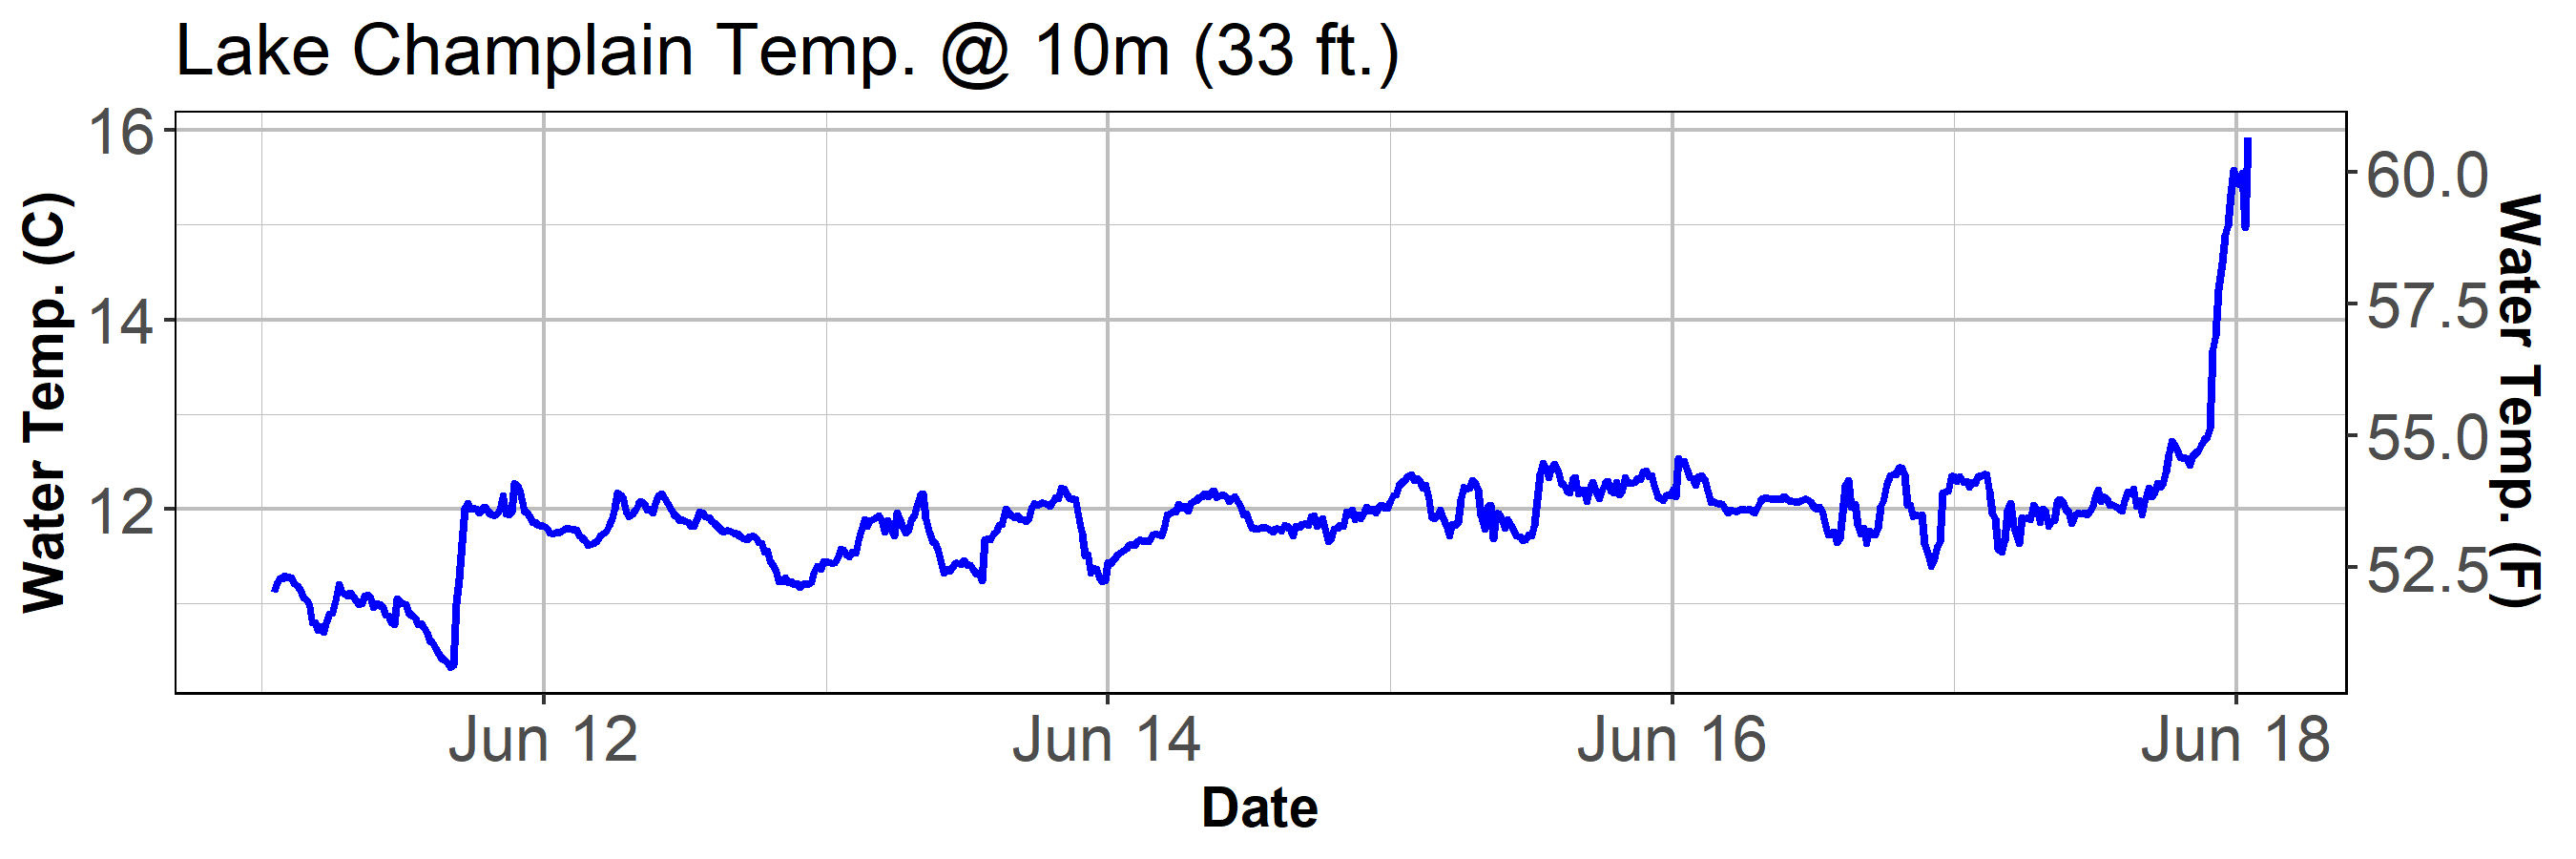 Lake Champlain Temp. @ 10m (33 ft.)
Water Temp. (C)
16
14
12
60.0
57.5
55.0
52.5
Water Temp. (F)
Jun 12 Jun 14 Jun 16 Jun 18
Date